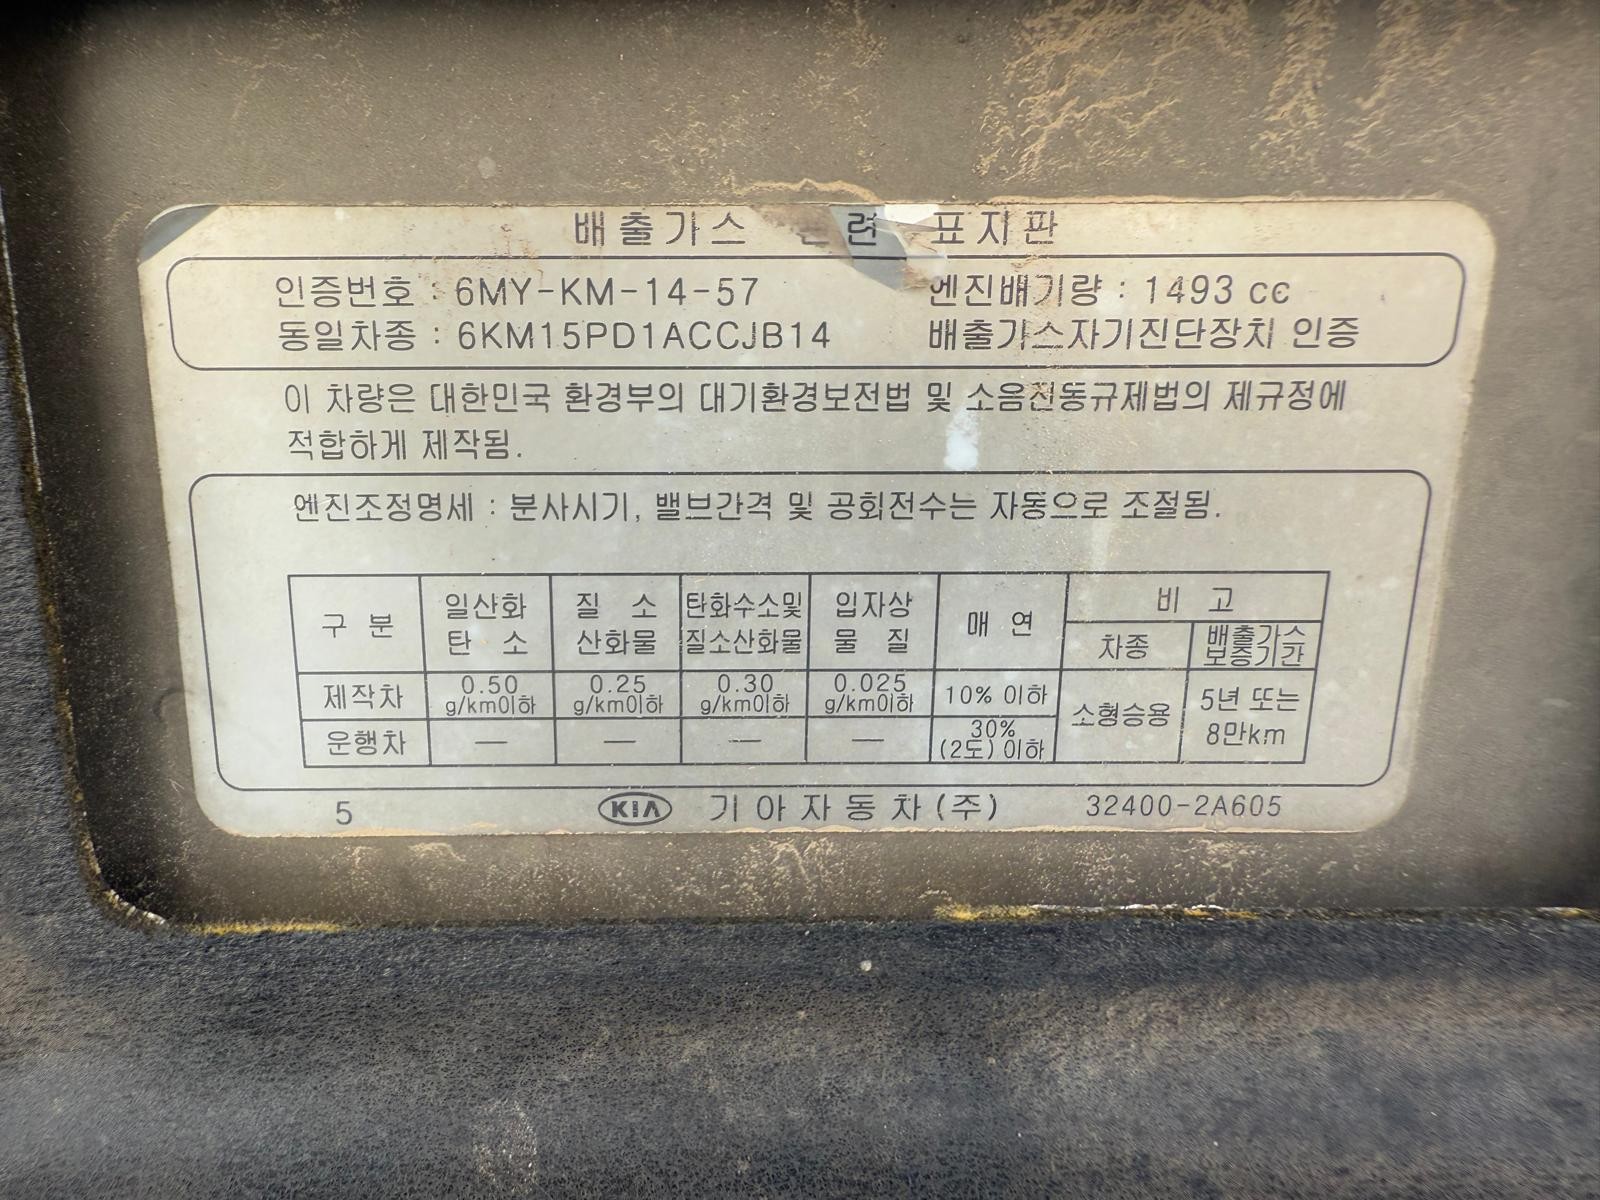 배출가스 련 표지판
인증번호 : 6MY-KM-14-57 엔진배기량 : 1493 cc
동일차종 : 6KM15PD1ACCJB14 배출가스자기진단장치 인증
이 차량은 대한민국 환경부의 대기환경보전법 및 소음진동규제법의 제규정에
적합하게 제작됨.
엔진조정명세 : 분사시기, 밸브간격 및 공회전수는 자동으로 조절됨.
구 분 일산화 탄 소 질 소 산화물 탄화수소및 질소산화물 입자상 물 질 매 연 비 고
차종 배출가스 보증기간
제작차 0.50 g/km이하 0.25 g/km이하 0.30 g/km이하 0.025 g/km이하 10% 이하 소형승용 5년 또는 8만km
운행차 — — — — 30% (2도) 이하
5 KIA 기아자동차(주) 32400-2A605